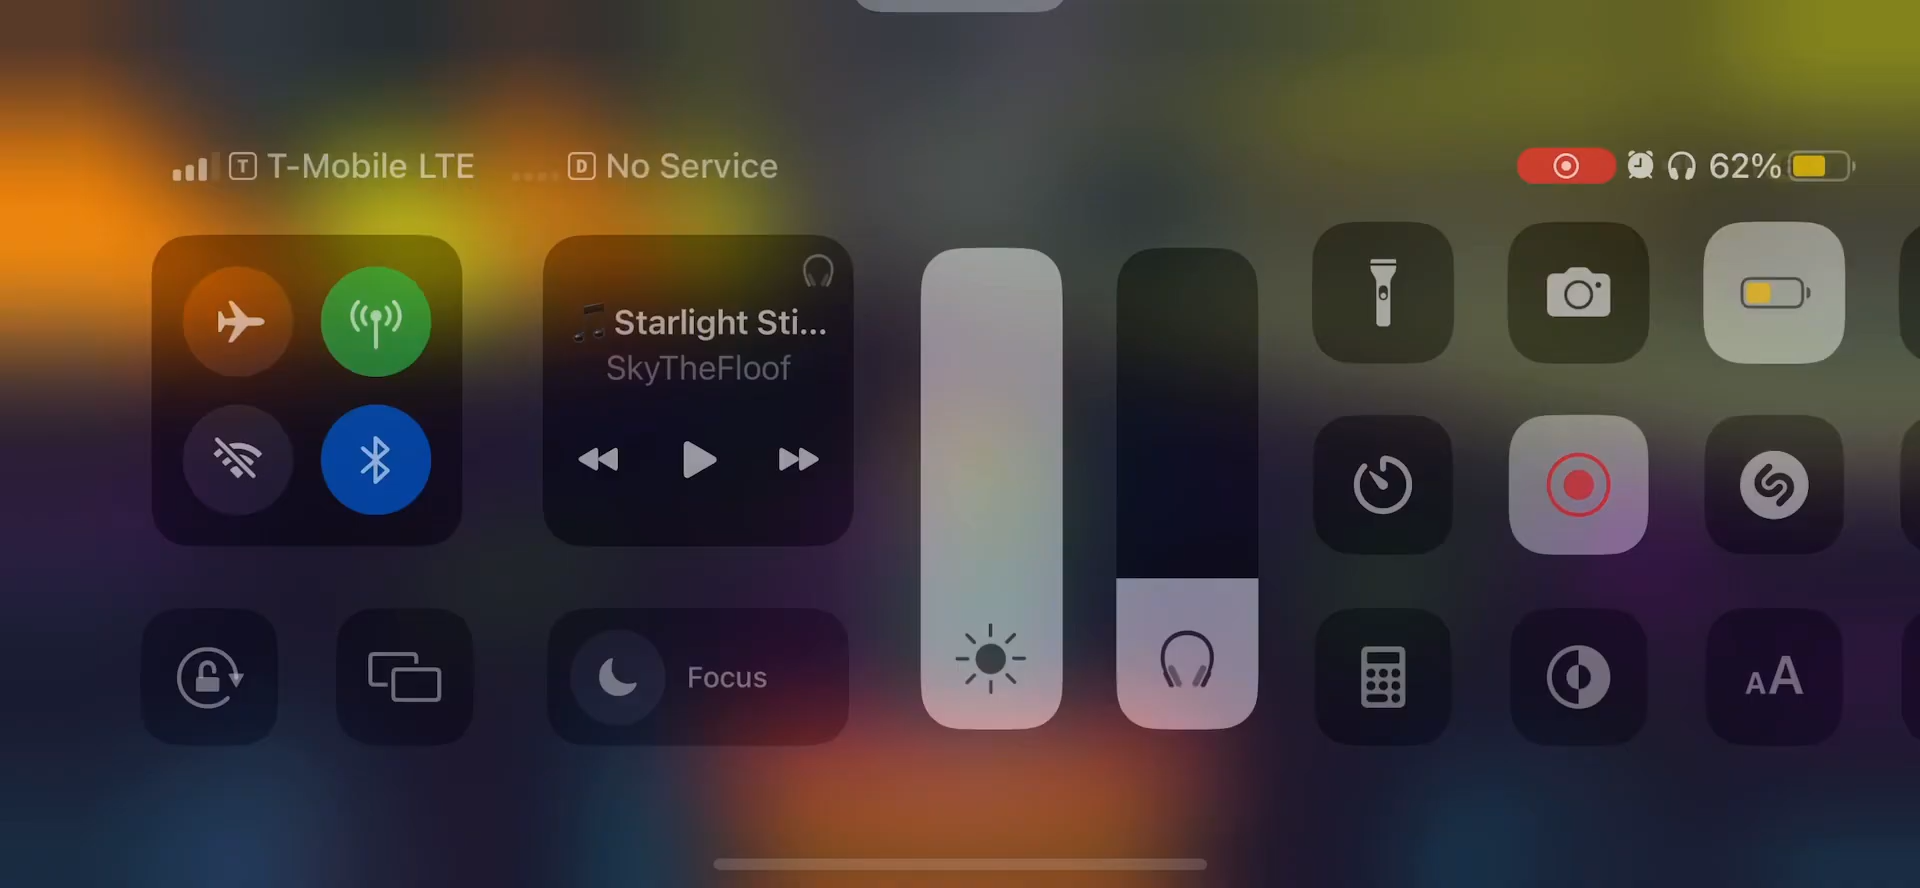 T T-Mobile LTE
D No Service
62%
Starlight Sti...
SkyTheFloof
Focus
AA